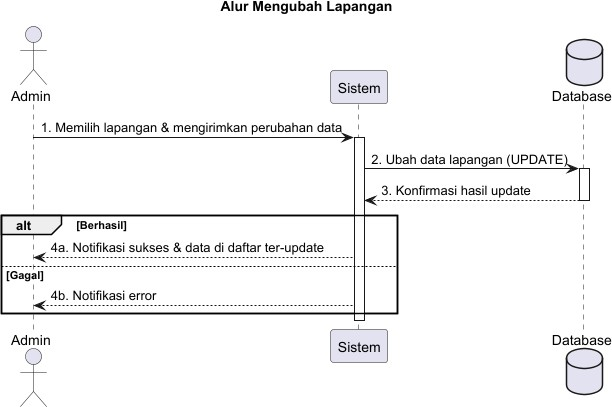 Alur Mengubah Lapangan
Admin
Sistem
Database
1. Memilih lapangan & mengirimkan perubahan data
2. Ubah data lapangan (UPDATE)
3. Konfirmasi hasil update
alt [Berhasil]
4a. Notifikasi sukses & data di daftar ter-update
[Gagal]
4b. Notifikasi error
Admin
Sistem
Database